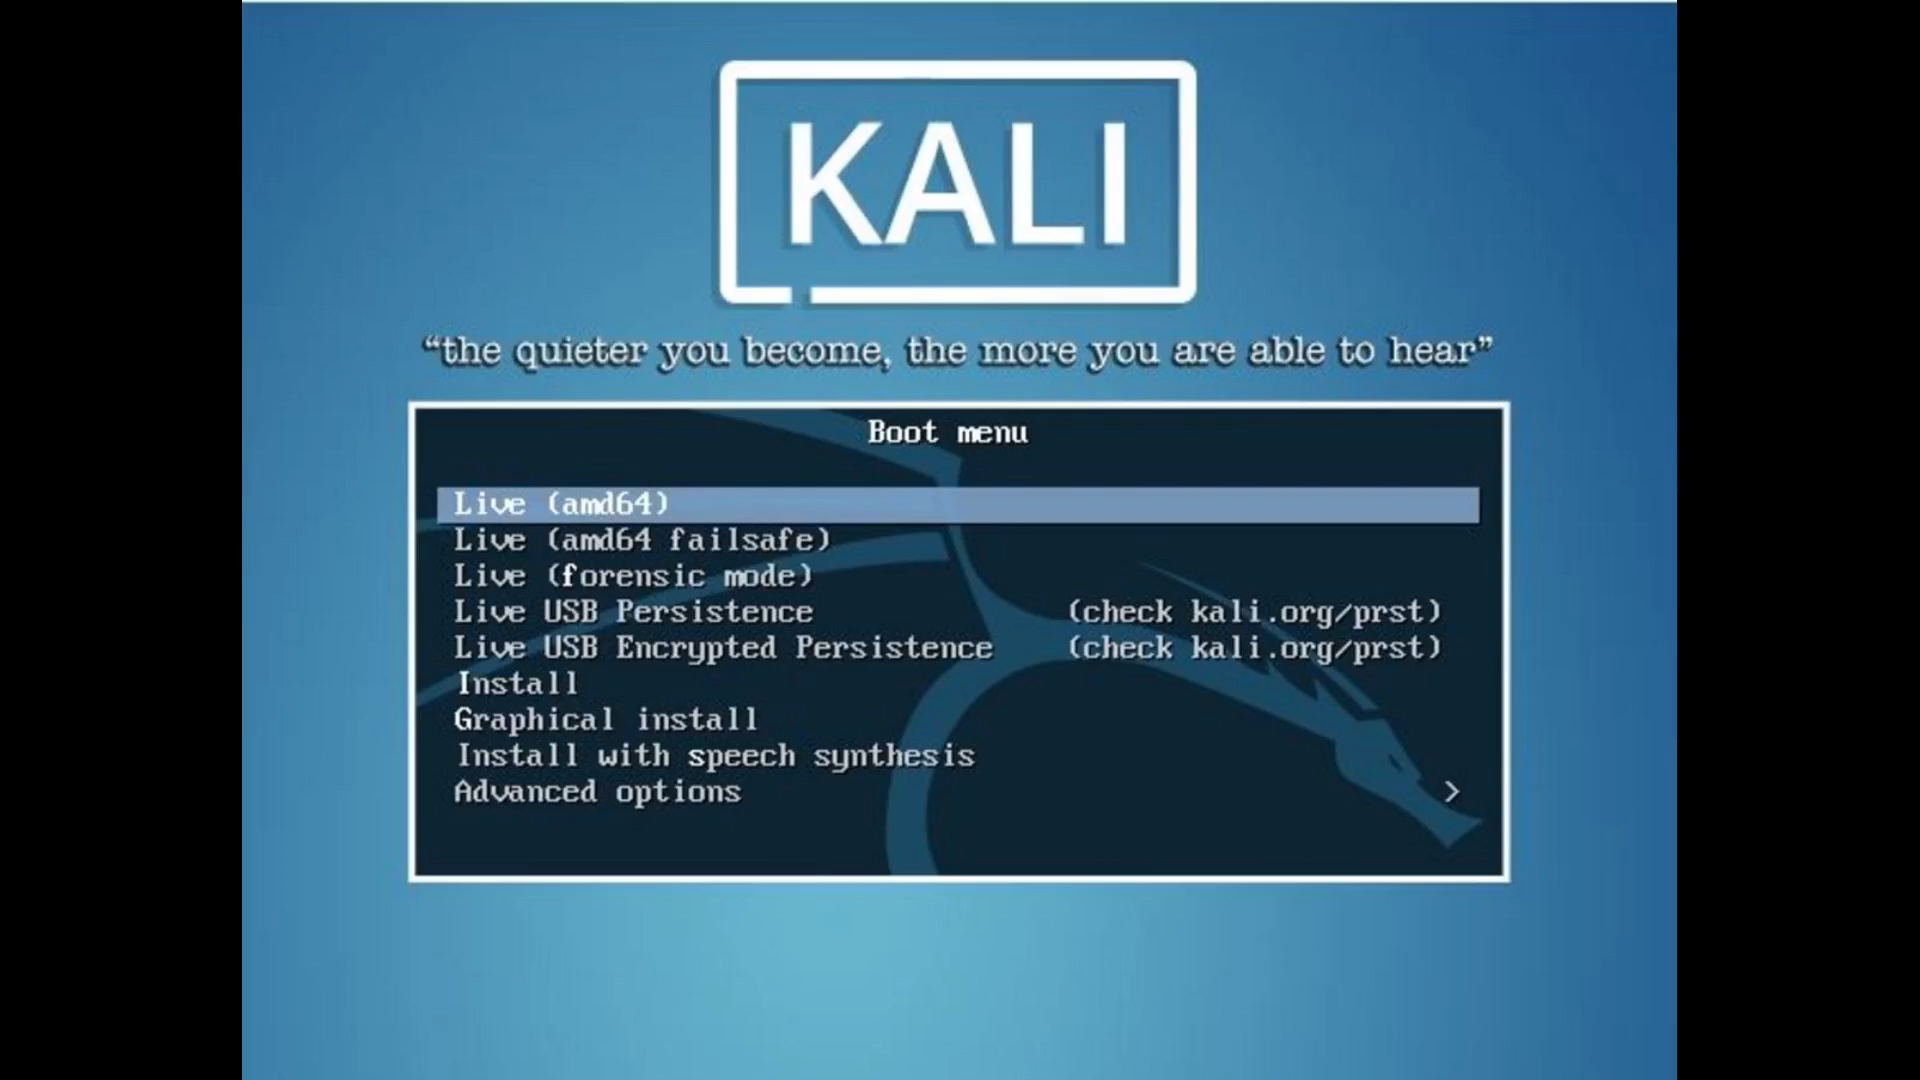 KALI
“the quieter you become, the more you are able to hear”
Boot menu
Live (amd64)
Live (amd64 failsafe)
Live (forensic mode)
Live USB Persistence (check kali.org/prst)
Live USB Encrypted Persistence (check kali.org/prst)
Install
Graphical install
Install with speech synthesis
Advanced options >